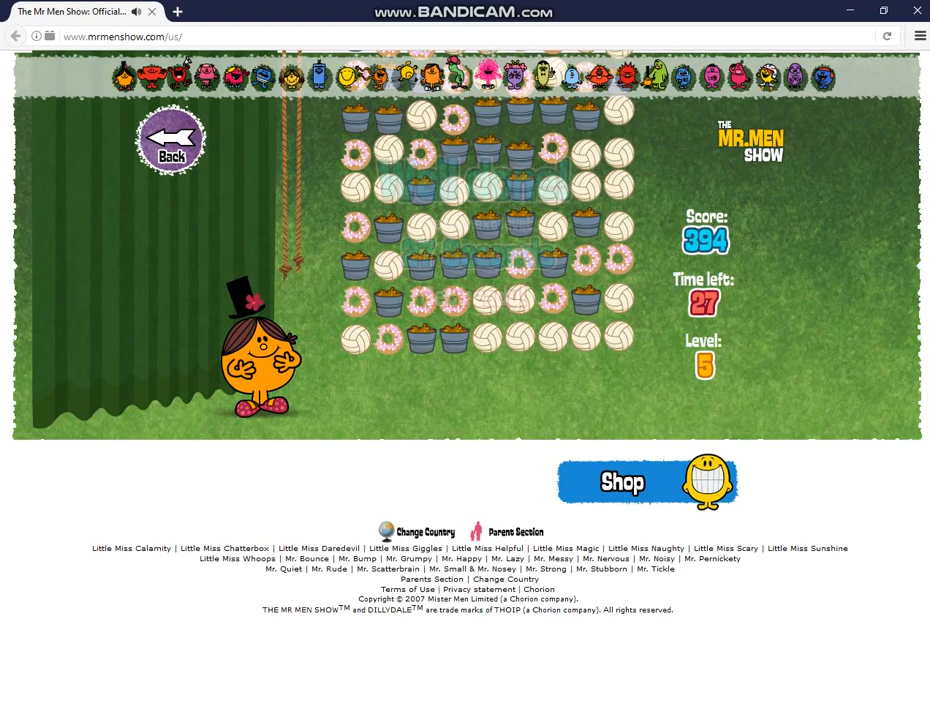 The Mr Men Show: Official...
www.BANDICAM.com
www.mrmenshow.com/us/
Back
THE
MR.MEN
SHOW
Score:
394
Time left:
27
Level:
5
Shop
Change Country
Parent Section
Little Miss Calamity | Little Miss Chatterbox | Little Miss Daredevil | Little Miss Giggles | Little Miss Helpful | Little Miss Magic | Little Miss Naughty | Little Miss Scary | Little Miss Sunshine
Little Miss Whoops | Mr. Bounce | Mr. Bump | Mr. Grumpy | Mr. Happy | Mr. Lazy | Mr. Messy | Mr. Nervous | Mr. Noisy | Mr. Pernickety
Mr. Quiet | Mr. Rude | Mr. Scatterbrain | Mr. Small & Mr. Nosey | Mr. Strong | Mr. Stubborn | Mr. Tickle
Parents Section | Change Country
Terms of Use | Privacy statement | Chorion
Copyright © 2007 Mister Men Limited (a Chorion company).
THE MR MEN SHOW™ and DILLYDALE™ are trade marks of THOIP (a Chorion company). All rights reserved.